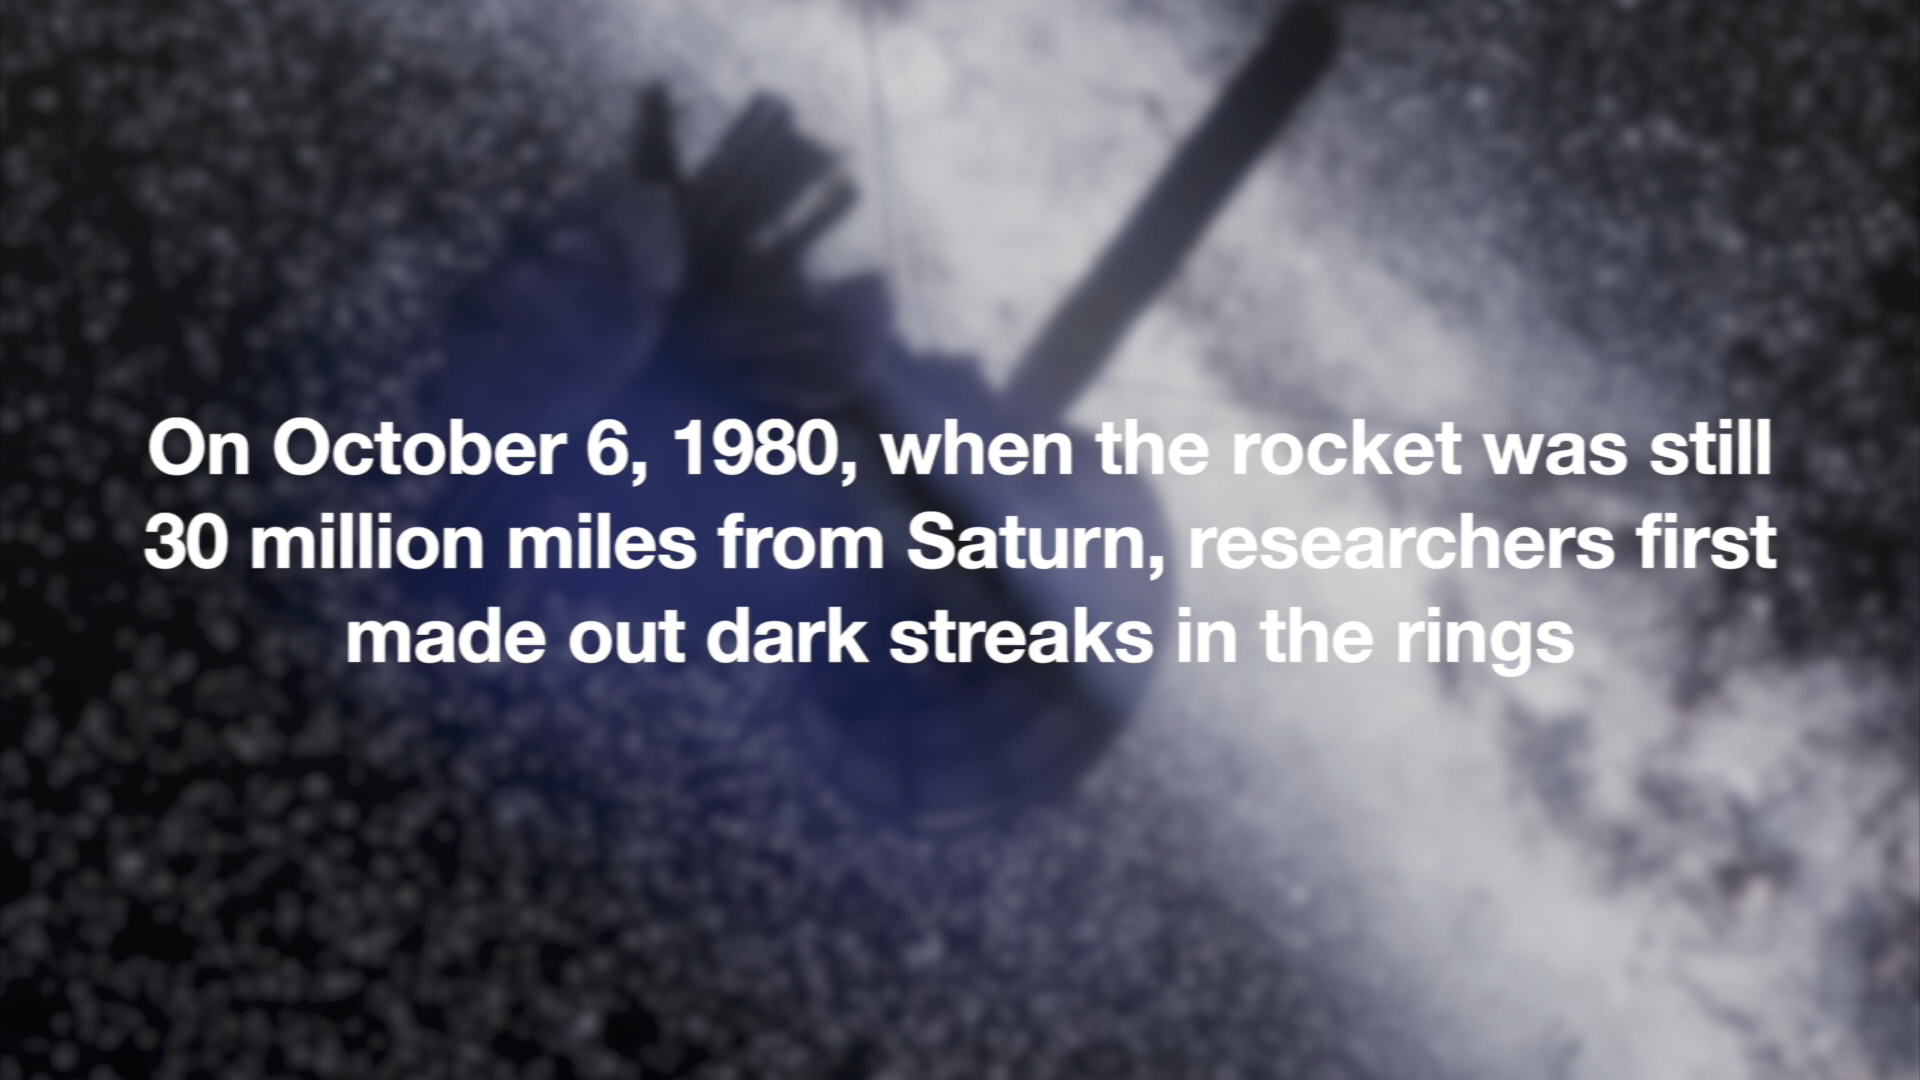 On October 6, 1980, when the rocket was still
30 million miles from Saturn, researchers first
made out dark streaks in the rings